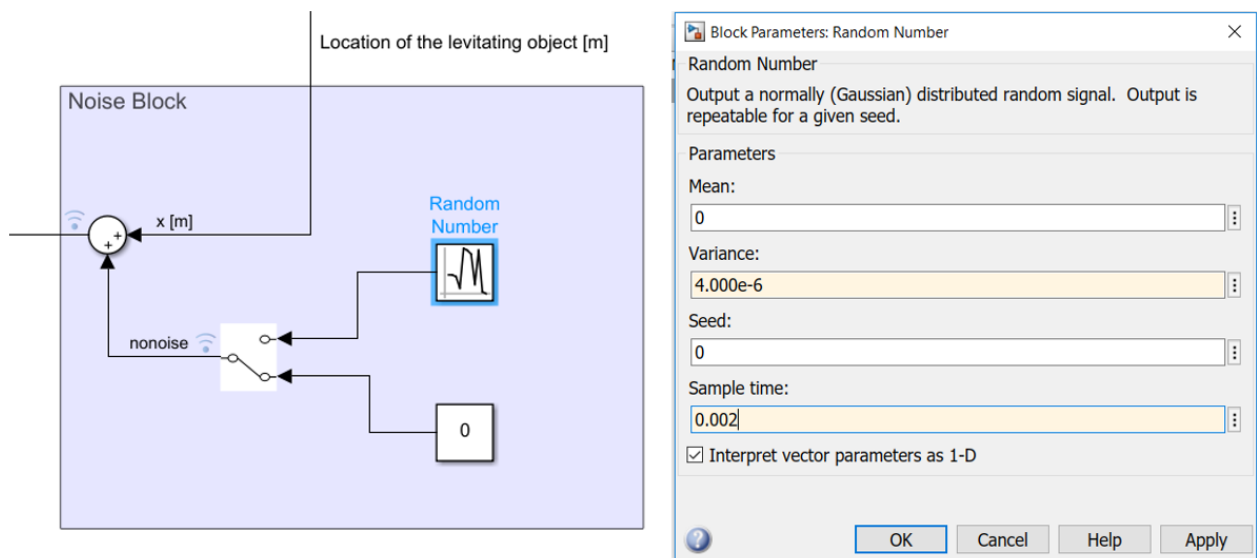 Location of the levitating object [m]
Noise Block
x [m]
Random
Number
nonoise
0
Block Parameters: Random Number
Random Number
Output a normally (Gaussian) distributed random signal. Output is
repeatable for a given seed.
Parameters
Mean:
0
Variance:
4.000e-6
Seed:
0
Sample time:
0.002
Interpret vector parameters as 1-D
OK
Cancel
Help
Apply